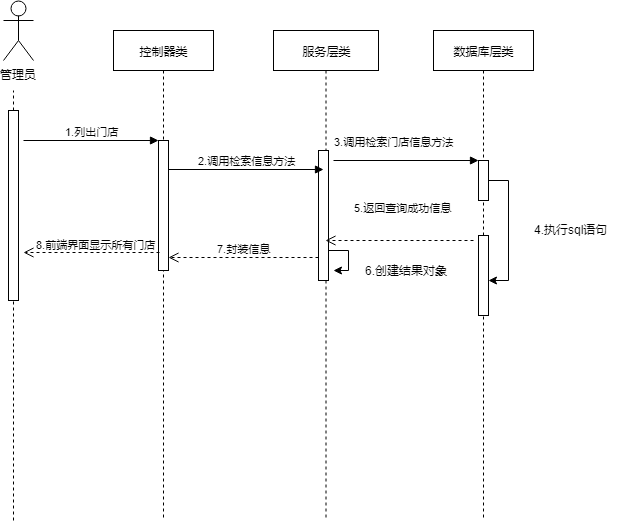 管理员
控制器类
服务层类
数据库层类
1.列出门店
2.调用检索信息方法
3.调用检索门店信息方法
4.执行sql语句
5.返回查询成功信息
6.创建结果对象
7.封装信息
8.前端界面显示所有门店